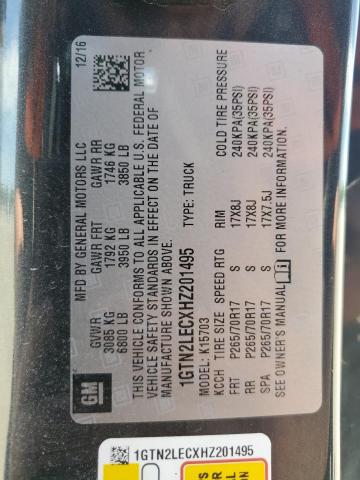 MFD BY GENERAL MOTORS LLC 12/16
GVWR GAWR FRT GAWR RR
3085 KG 1792 KG 1746 KG
6800 LB 3950 LB 3850 LB
THIS VEHICLE CONFORMS TO ALL APPLICABLE U.S. FEDERAL MOTOR
VEHICLE SAFETY STANDARDS IN EFFECT ON THE DATE OF
MANUFACTURE SHOWN ABOVE.
1GTN2LECXHZ201495 TYPE: TRUCK
MODEL: K15703
KCCH TIRE SIZE SPEED RTG RIM COLD TIRE PRESSURE
FRT P265/70R17 S 17X8J 240KPA(35PSI)
RR P265/70R17 S 17X8J 240KPA(35PSI)
SPA P265/70R17 S 17X7.5J 240KPA(35PSI)
SEE OWNER'S MANUAL FOR MORE INFORMATION.
GM
1GTN2LECXHZ201495